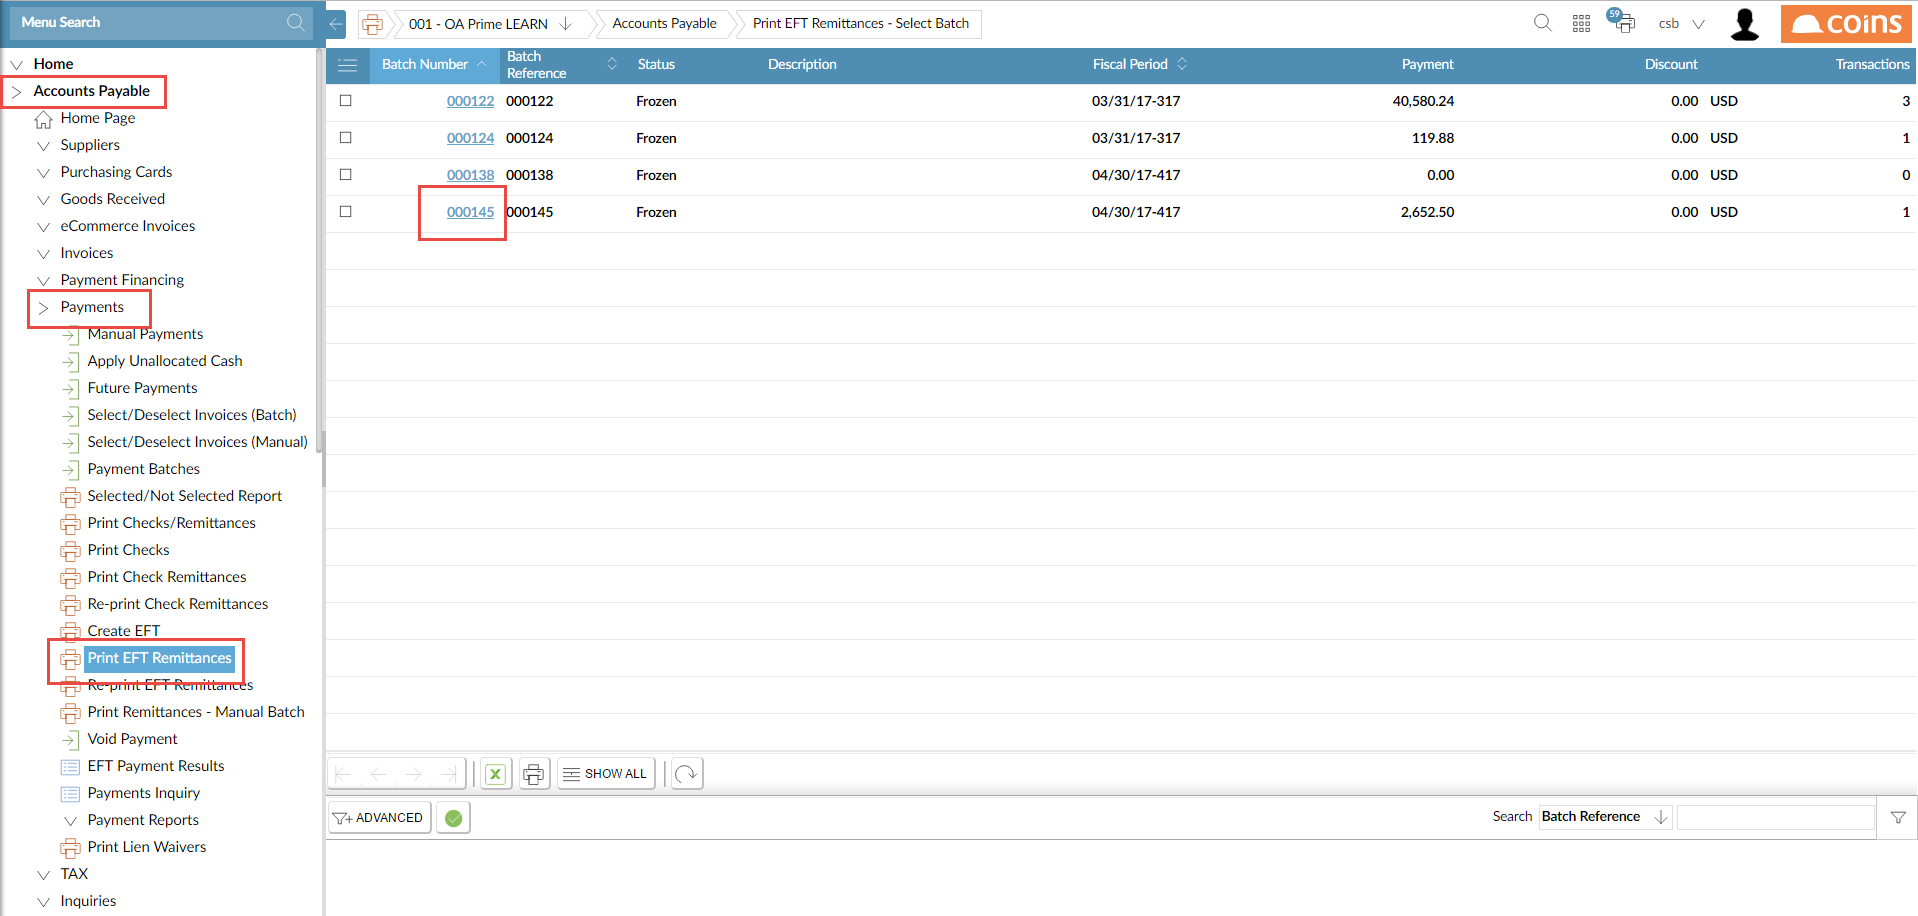 Menu Search
001 - OA Prime LEARN
Accounts Payable
Print EFT Remittances - Select Batch
59
csb
coins
Home
Accounts Payable
Home Page
Suppliers
Purchasing Cards
Goods Received
eCommerce Invoices
Invoices
Payment Financing
Payments
Manual Payments
Apply Unallocated Cash
Future Payments
Select/Deselect Invoices (Batch)
Select/Deselect Invoices (Manual)
Payment Batches
Selected/Not Selected Report
Print Checks/Remittances
Print Checks
Print Check Remittances
Re-print Check Remittances
Create EFT
Print EFT Remittances
Re-print EFT Remittances
Print Remittances - Manual Batch
Void Payment
EFT Payment Results
Payments Inquiry
Payment Reports
Print Lien Waivers
TAX
Inquiries
Batch Number Batch Reference Status Description Fiscal Period Payment Discount Transactions
000122 000122 Frozen 03/31/17-317 40,580.24 0.00 USD 3
000124 000124 Frozen 03/31/17-317 119.88 0.00 USD 1
000138 000138 Frozen 04/30/17-417 0.00 0.00 USD 0
000145 000145 Frozen 04/30/17-417 2,652.50 0.00 USD 1
SHOW ALL
ADVANCED
Search Batch Reference